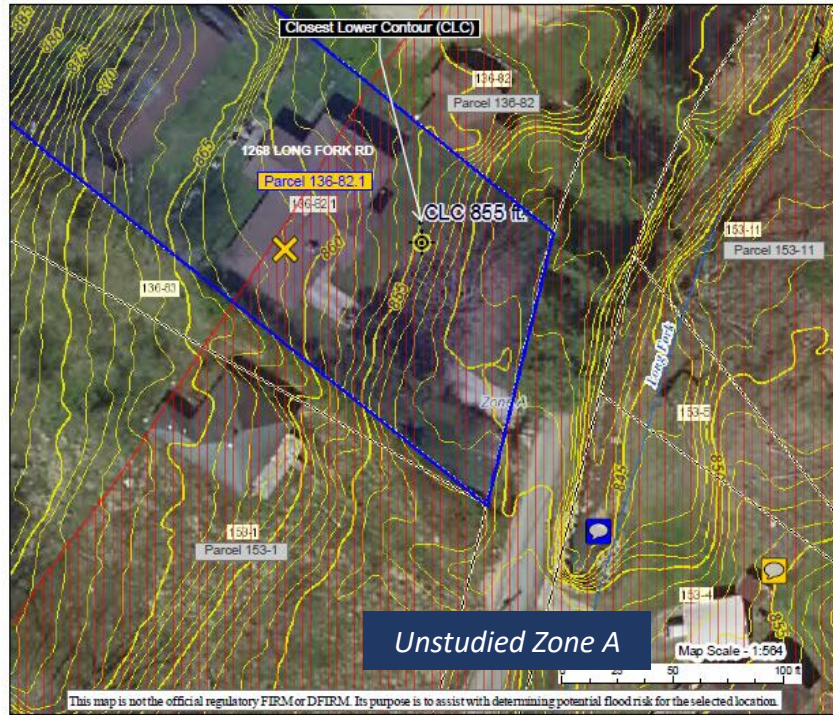 885
880
865
860
Closest Lower Contour (CLC)
N
136-82
Parcel 136-82
865
1268 LONG FORK RD
Parcel 136-82.1
136-82.1
CLC 855 ft.
153-11
Parcel 153-11
860
136-83
855
Long Fork
Zone A
153-5
845
855
153-1
Parcel 153-1
153-4
Unstudied Zone A
Map Scale - 1:564
0 25 50 100 ft
This map is not the official regulatory FIRM or DFIRM. Its purpose is to assist with determining potential flood risk for the selected location.